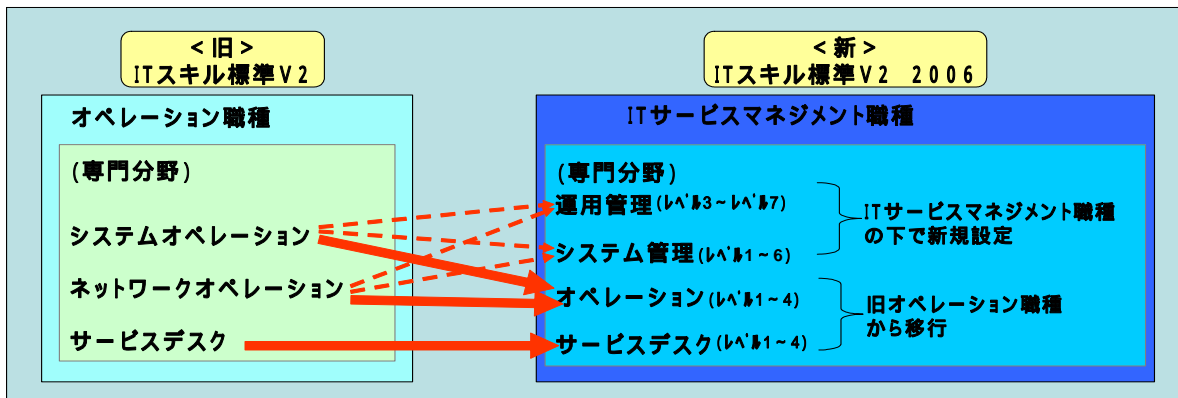 <旧>
ITスキル標準V2
<新>
ITスキル標準V2 2006
オペレーション職種
(専門分野)
システムオペレーション
ネットワークオペレーション
サービスデスク
ITサービスマネジメント職種
(専門分野)
運用管理(ﾚﾍﾞﾙ3~ﾚﾍﾞﾙ7)
システム管理(ﾚﾍﾞﾙ1~6)
オペレーション(ﾚﾍﾞﾙ1~4)
サービスデスク(ﾚﾍﾞﾙ1~4)
ITサービスマネジメント職種
の下で新規設定
旧オペレーション職種
から移行